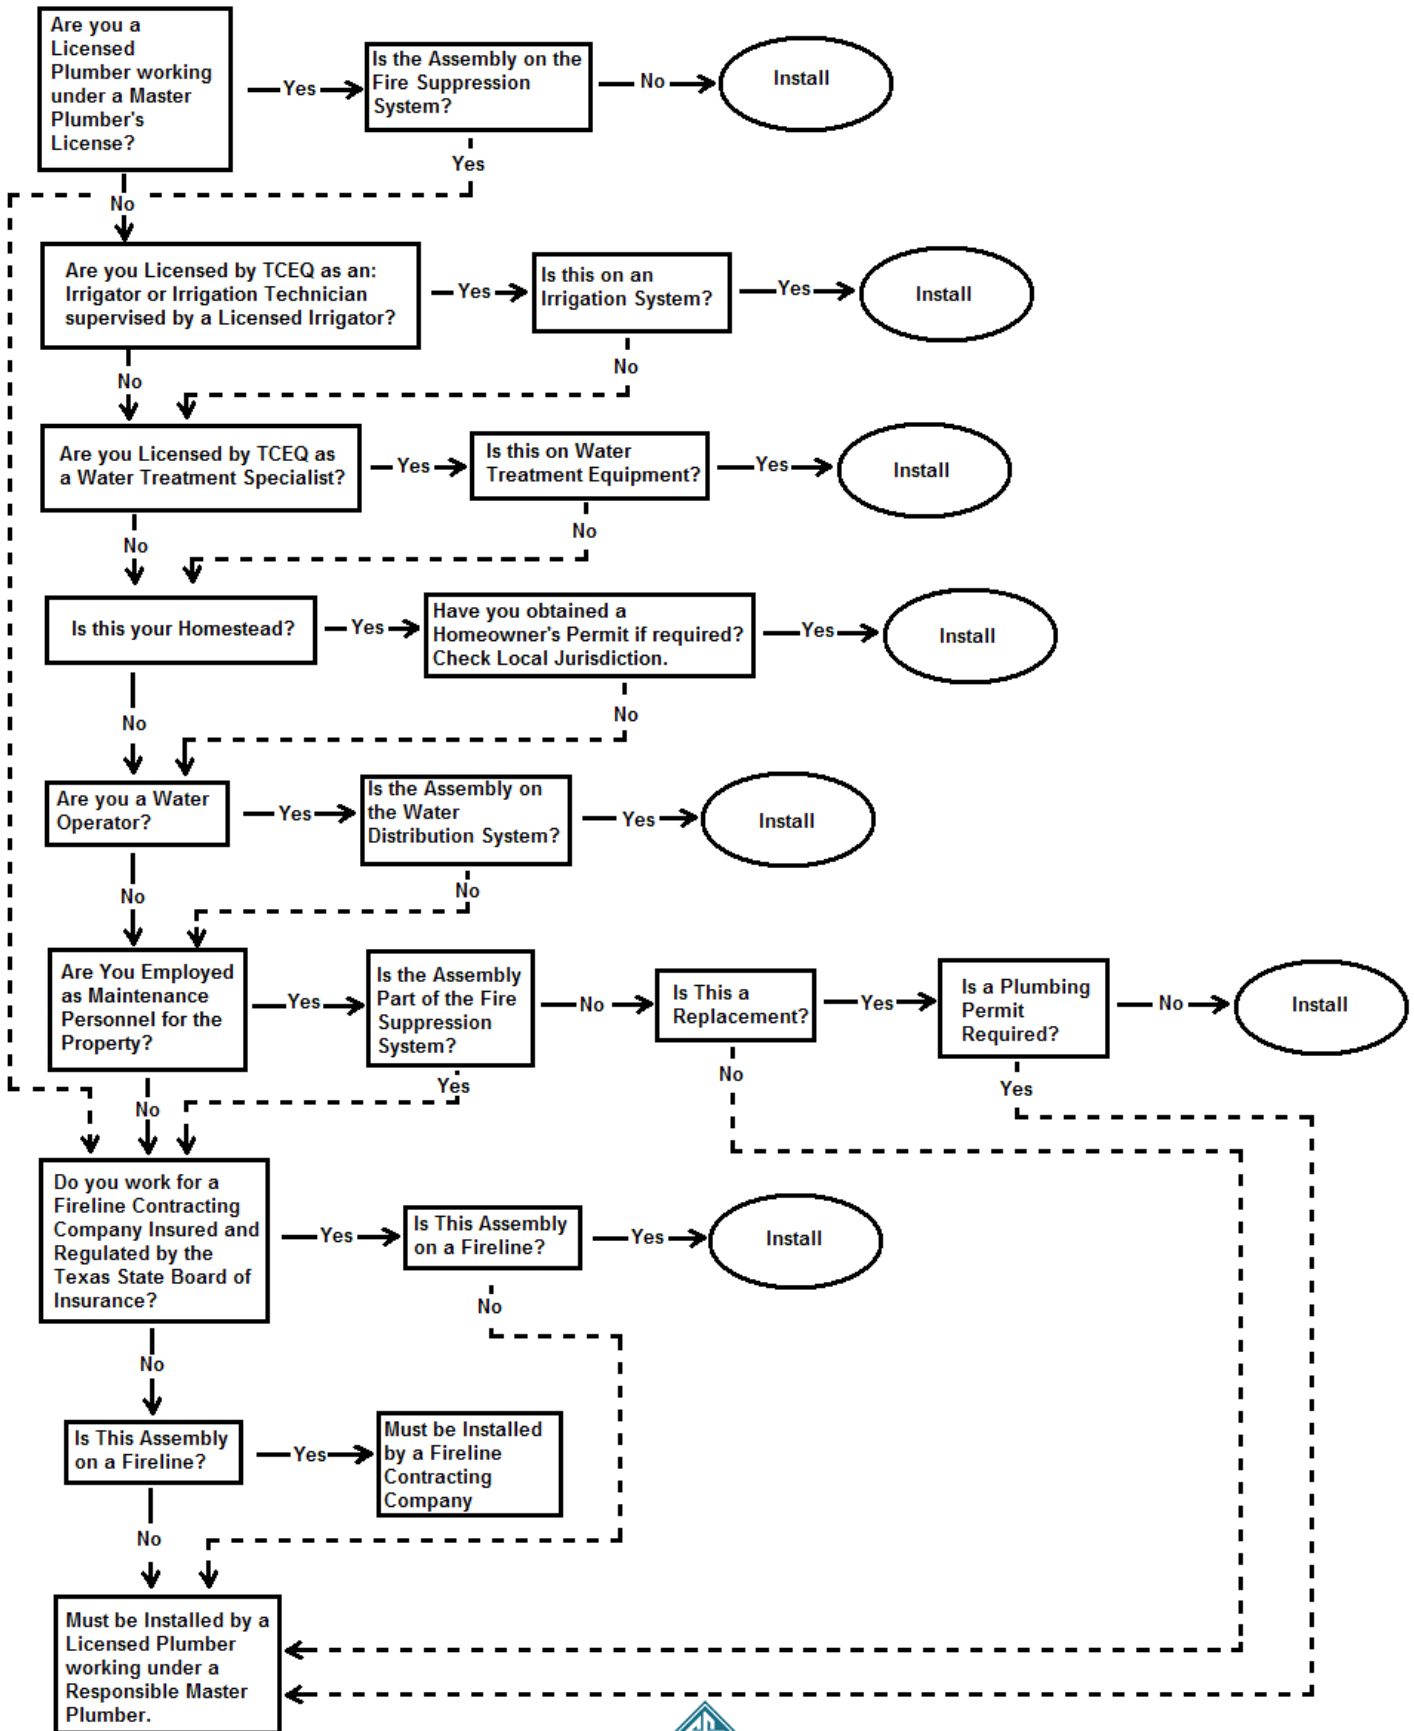 Are you a
Licensed
Plumber working
under a Master
Plumber's
License?
Yes
Is the Assembly on the
Fire Suppression
System?
No
Install
Yes
No
Are you Licensed by TCEQ as an:
Irrigator or Irrigation Technician
supervised by a Licensed Irrigator?
Yes
Is this on an
Irrigation System?
Yes
Install
No
No
Are you Licensed by TCEQ as
a Water Treatment Specialist?
Yes
Is this on Water
Treatment Equipment?
Yes
Install
No
No
Is this your Homestead?
Yes
Have you obtained a
Homeowner's Permit if required?
Check Local Jurisdiction.
Yes
Install
No
No
Are you a Water
Operator?
Yes
Is the Assembly on
the Water
Distribution System?
Yes
Install
No
No
Are You Employed
as Maintenance
Personnel for the
Property?
Yes
Is the Assembly
Part of the Fire
Suppression
System?
No
Is This a
Replacement?
Yes
Is a Plumbing
Permit
Required?
No
Install
No
Yes
No
Yes
Do you work for a
Fireline Contracting
Company Insured and
Regulated by the
Texas State Board of
Insurance?
Yes
Is This Assembly
on a Fireline?
Yes
Install
No
No
Is This Assembly
on a Fireline?
Yes
Must be Installed
by a Fireline
Contracting
Company
No
Must be Installed by a
Licensed Plumber
working under a
Responsible Master
Plumber.